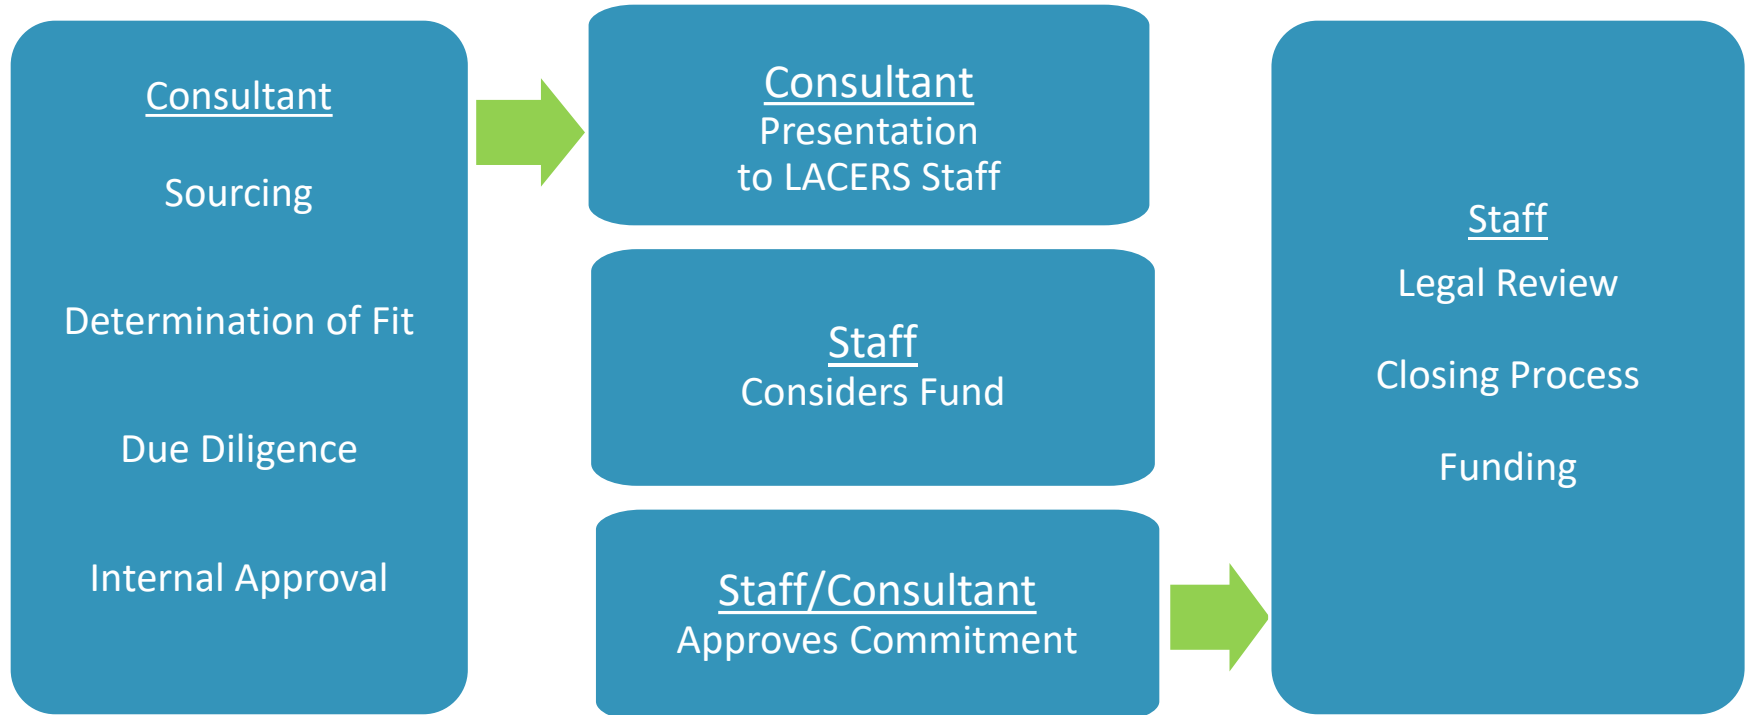 Consultant
Sourcing
Determination of Fit
Due Diligence
Internal Approval
Consultant
Presentation
to LACERS Staff
Staff
Considers Fund
Staff/Consultant
Approves Commitment
Staff
Legal Review
Closing Process
Funding